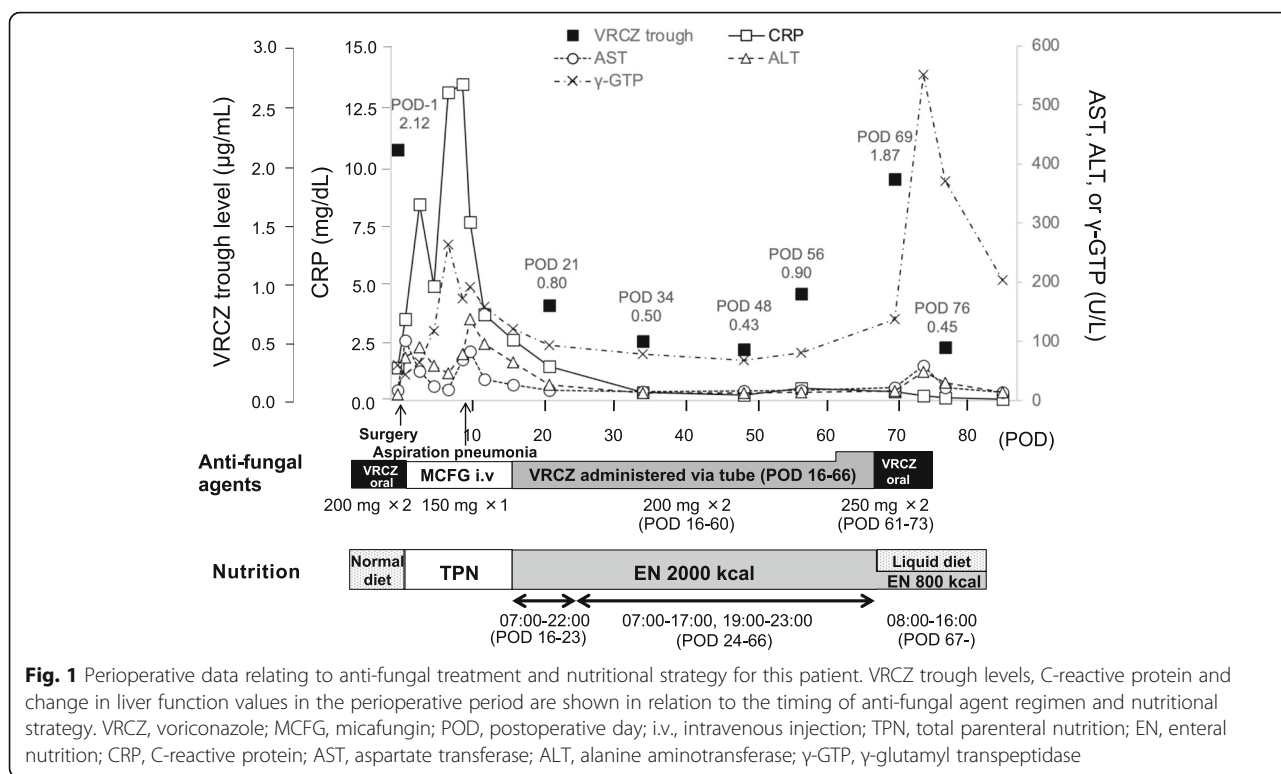 VRCZ trough
CRP
AST
ALT
γ-GTP
VRCZ trough level (μg/mL)
3.0
2.5
2.0
1.5
1.0
0.5
0.0
CRP (mg/dL)
15.0
12.5
10.0
7.5
5.0
2.5
0.0
AST, ALT, or γ-GTP (U/L)
600
500
400
300
200
100
0
POD-1
2.12
POD 21
0.80
POD 34
0.50
POD 48
0.43
POD 56
0.90
POD 69
1.87
POD 76
0.45
10 20 30 40 50 60 70 80 (POD)
Surgery
Aspiration pneumonia
Anti-fungal
agents
VRCZ
oral
MCFG i.v
VRCZ administered via tube (POD 16-66)
VRCZ
oral
200 mg ×2
150 mg ×1
200 mg ×2
(POD 16-60)
250 mg ×2
(POD 61-73)
Nutrition
Normal
diet
TPN
EN 2000 kcal
Liquid diet
EN 800 kcal
07:00-22:00
(POD 16-23)
07:00-17:00, 19:00-23:00
(POD 24-66)
08:00-16:00
(POD 67-)
Fig. 1 Perioperative data relating to anti-fungal treatment and nutritional strategy for this patient. VRCZ trough levels, C-reactive protein and
change in liver function values in the perioperative period are shown in relation to the timing of anti-fungal agent regimen and nutritional
strategy. VRCZ, voriconazole; MCFG, micafungin; POD, postoperative day; i.v., intravenous injection; TPN, total parenteral nutrition; EN, enteral
nutrition; CRP, C-reactive protein; AST, aspartate transferase; ALT, alanine aminotransferase; γ-GTP, γ-glutamyl transpeptidase